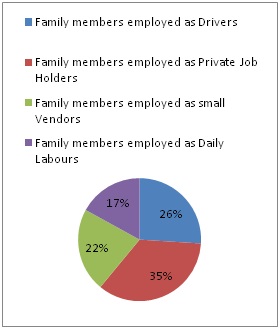 Family members employed as Drivers
Family members employed as Private Job
Holders
Family members employed as small
Vendors
Family members employed as Daily
Labours
17%
26%
22%
35%